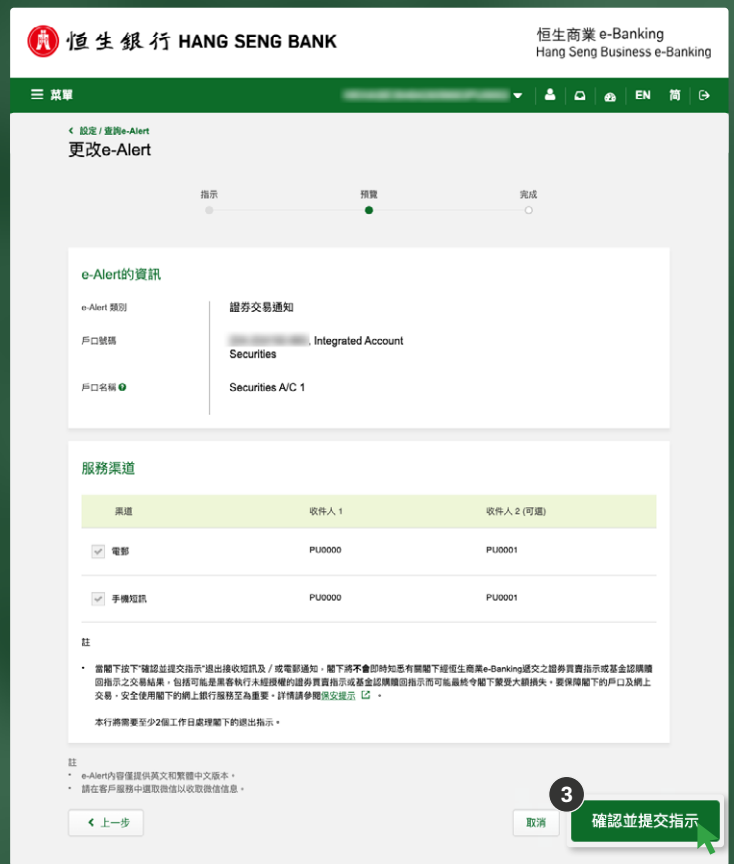 恒生銀行 HANG SENG BANK
恒生商業 e-Banking
Hang Seng Business e-Banking
菜單
EN 简
設定 / 查詢e-Alert
更改e-Alert
指示 預覽 完成
e-Alert的資訊
e-Alert 類別 證券交易通知
戶口號碼 , Integrated Account
Securities
戶口名稱 Securities A/C 1
服務渠道
渠道 收件人 1 收件人 2 (可選)
電郵 PU0000 PU0001
手機短訊 PU0000 PU0001
註
· 當閣下按下"確認並提交指示"退出接收短訊及 / 或電郵通知，閣下將不會即時知悉有關閣下經恒生商業e-Banking遞交之證券買賣指示或基金認購贖
回指示之交易結果，包括可能是黑客執行未經授權的證券買賣指示或基金認購贖回指示而可能最終令閣下蒙受大額損失。要保障閣下的戶口及網上
交易，安全使用閣下的網上銀行服務至為重要。詳情請參閱保安提示 。
本行將需要至少2個工作日處理閣下的退出指示。
註
· e-Alert內容僅提供英文和繁體中文版本。
· 請在客戶服務中選取微信以收取微信信息。
上一步
取消
3
確認並提交指示